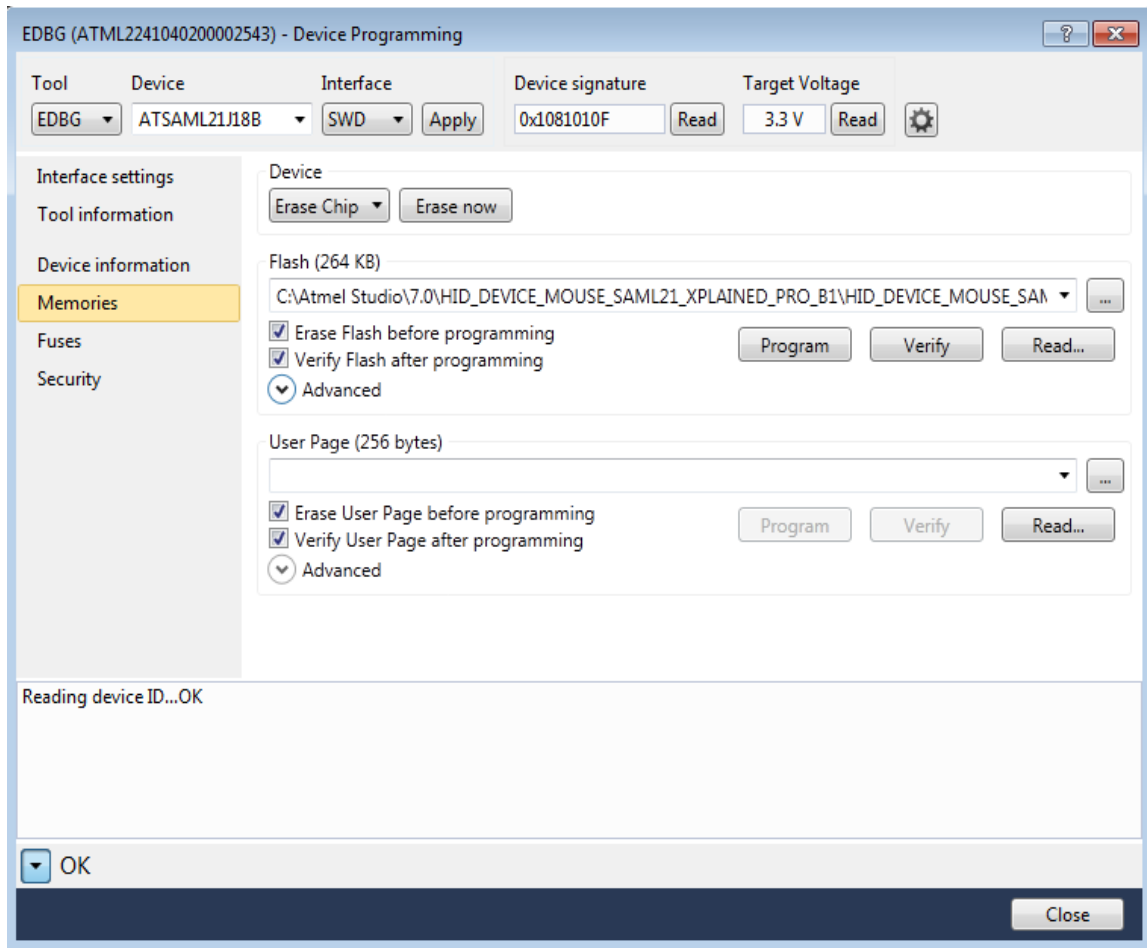 EDBG (ATML2241040200002543) - Device Programming
Tool Device Interface Device signature Target Voltage
EDBG ATSAML21J18B SWD Apply 0x1081010F Read 3.3 V Read
Interface settings
Tool information
Device information
Memories
Fuses
Security
Device
Erase Chip Erase now
Flash (264 KB)
C:\Atmel Studio\7.0\HID_DEVICE_MOUSE_SAML21_XPLAINED_PRO_B1\HID_DEVICE_MOUSE_SAM ...
Erase Flash before programming
Verify Flash after programming
Program Verify Read...
Advanced
User Page (256 bytes)
...
Erase User Page before programming
Verify User Page after programming
Program Verify Read...
Advanced
Reading device ID...OK
OK
Close